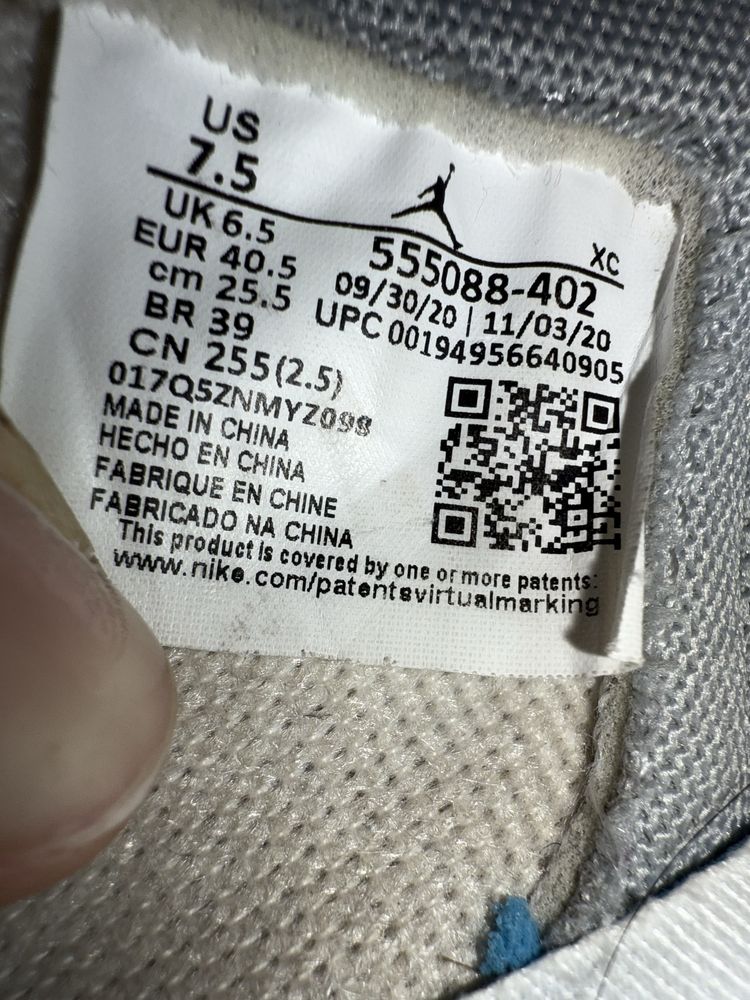 US
7.5
UK 6.5
EUR 40.5
cm 25.5
BR 39
CN 255(2.5)
XC
555088-402
09/30/20 | 11/03/20
UPC 00194956640905
017Q5ZNMYZ098
MADE IN CHINA
HECHO EN CHINA
FABRIQUE EN CHINE
FABRICADO NA CHINA
This product is covered by one or more patents:
www.nike.com/patentsvirtualmarking